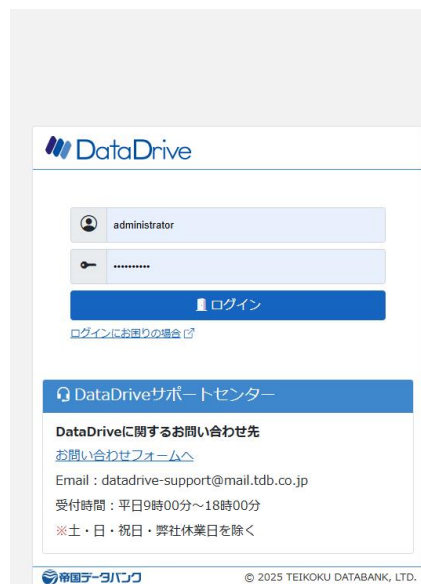 DataDrive
administrator
••••••••••
ログイン
ログインにお困りの場合
DataDriveサポートセンター
DataDriveに関するお問い合わせ先
お問い合わせフォームへ
Email：datadrive-support@mail.tdb.co.jp
受付時間：平日9時00分～18時00分
※土・日・祝日・弊社休業日を除く
帝国データバンク © 2025 TEIKOKU DATABANK, LTD.